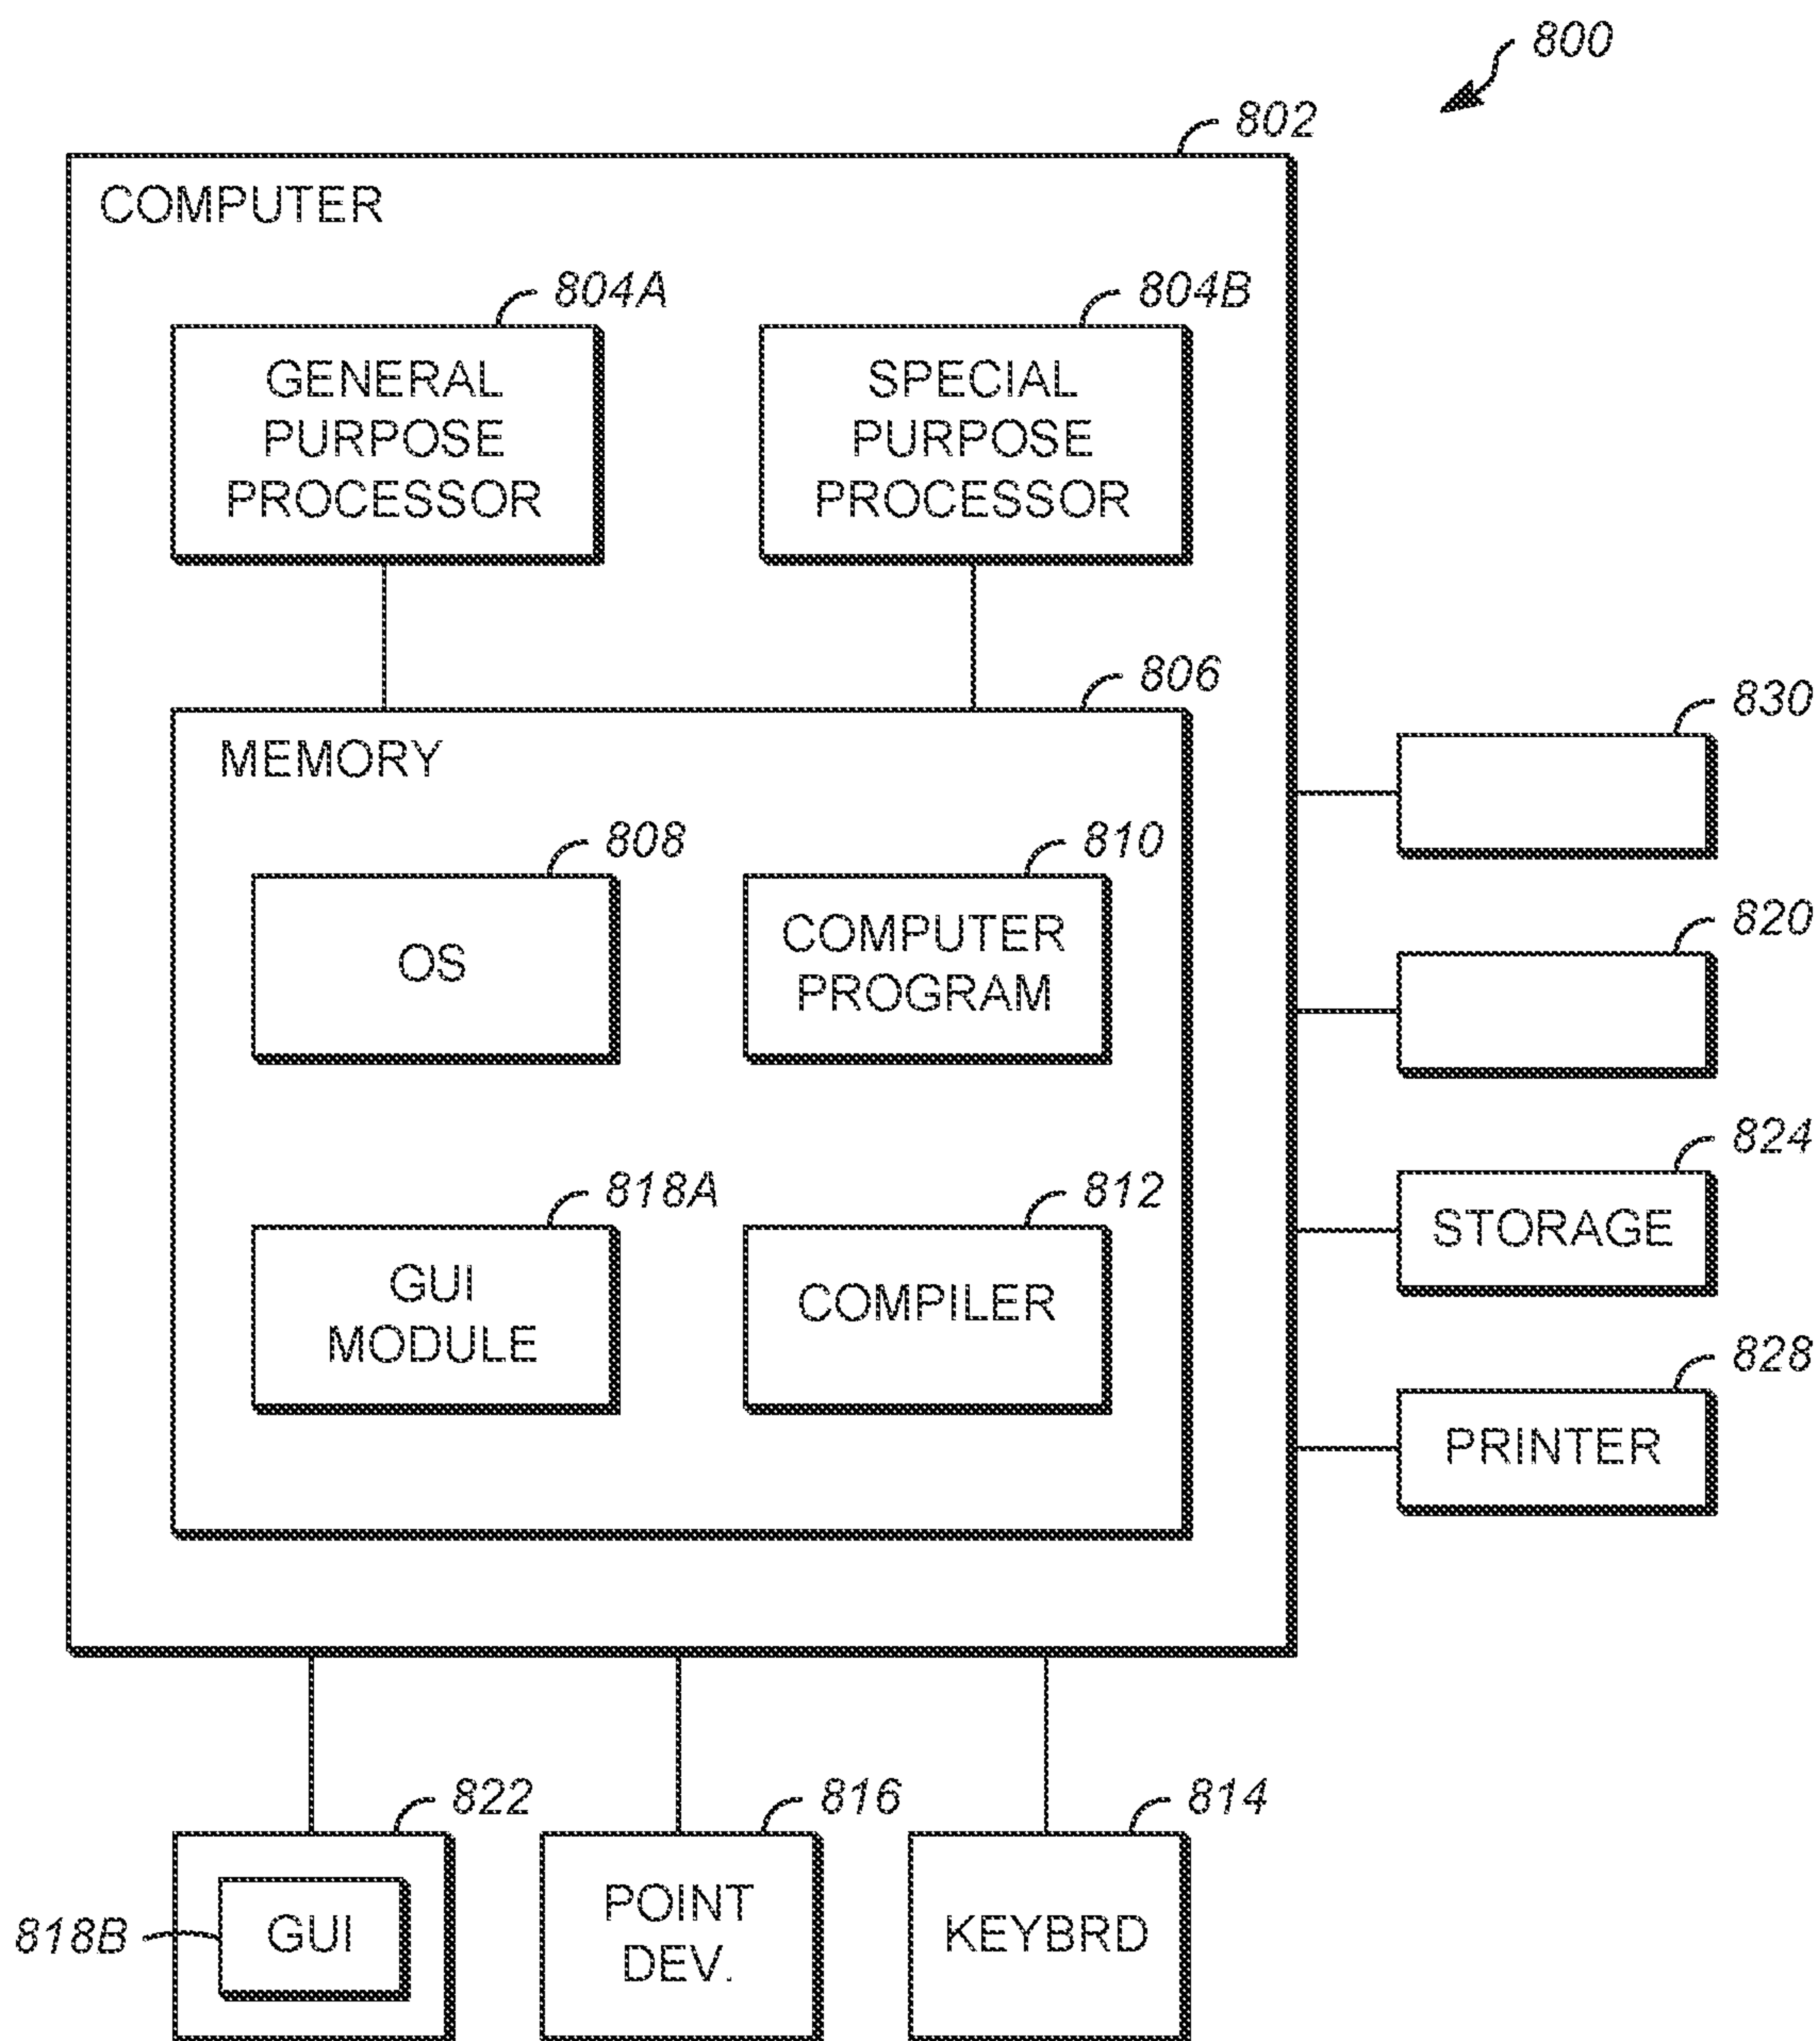 800
802
COMPUTER
804A
804B
GENERAL
PURPOSE
PROCESSOR
SPECIAL
PURPOSE
PROCESSOR
806
MEMORY
830
808
810
OS
COMPUTER
PROGRAM
820
818A
812
GUI
MODULE
COMPILER
824
STORAGE
828
PRINTER
822
816
814
818B
GUI
POINT
DEV.
KEYBRD